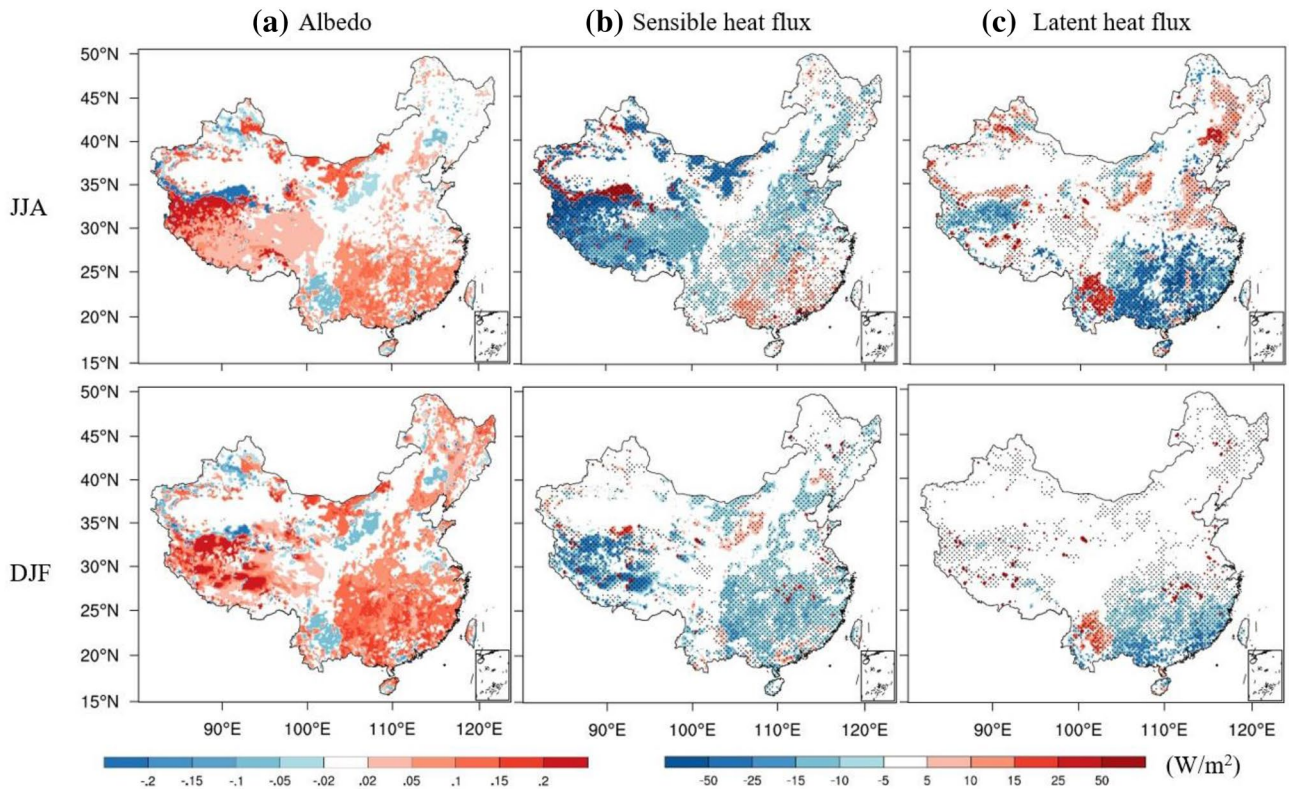 (a) Albedo
(b) Sensible heat flux
(c) Latent heat flux
JJA
50°N
45°N
40°N
35°N
30°N
25°N
20°N
15°N
DJF
50°N
45°N
40°N
35°N
30°N
25°N
20°N
15°N
90°E 100°E 110°E 120°E
90°E 100°E 110°E 120°E
90°E 100°E 110°E 120°E
-.2 -.15 -.1 -.05 -.02 .02 .05 .1 .15 .2
-50 -25 -15 -10 -5 5 10 15 25 50
(W/m²)